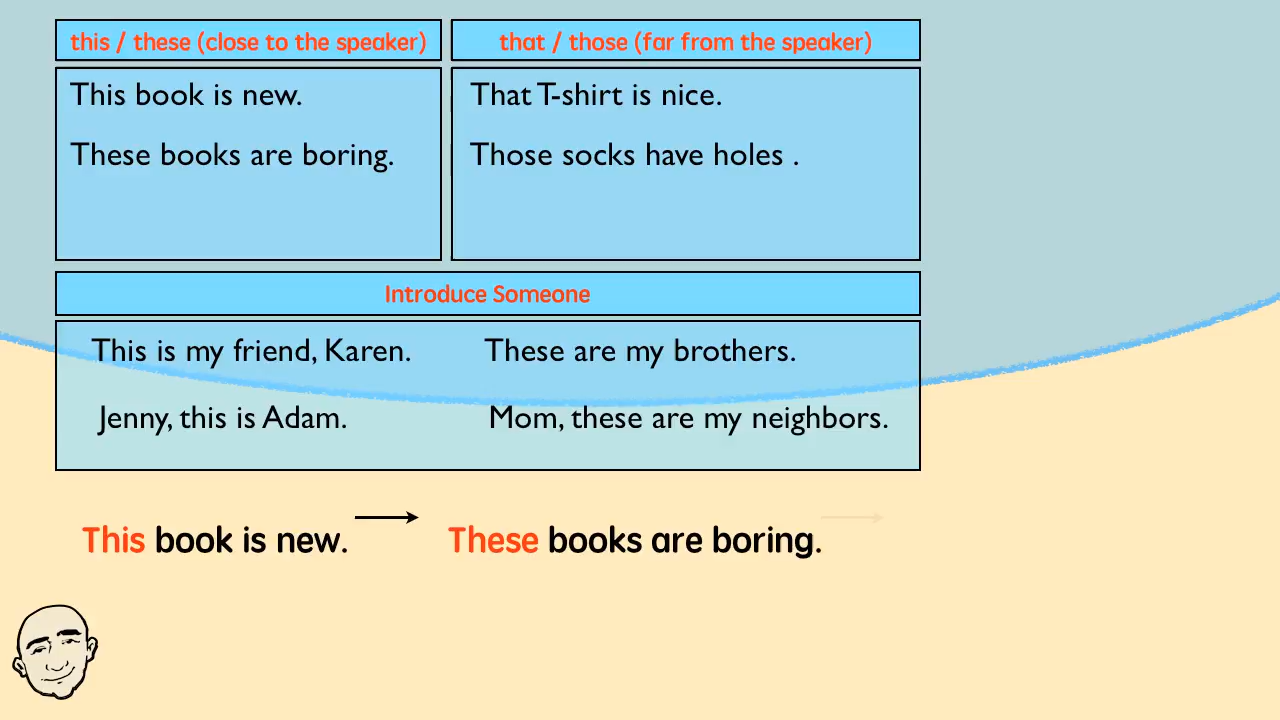 this / these (close to the speaker)
that / those (far from the speaker)
This book is new.
That T-shirt is nice.
These books are boring.
Those socks have holes .
Introduce Someone
This is my friend, Karen.
These are my brothers.
Jenny, this is Adam.
Mom, these are my neighbors.
This book is new.
These books are boring.